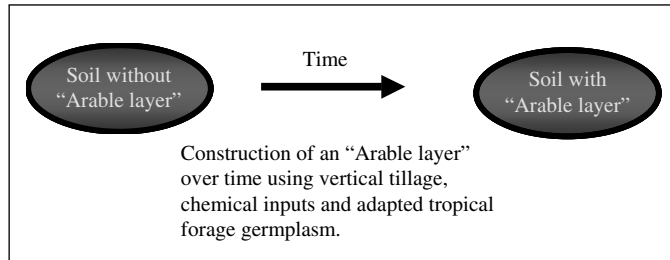 Soil without
“Arable layer”
Time
Soil with
“Arable layer”
Construction of an “Arable layer”
over time using vertical tillage,
chemical inputs and adapted tropical
forage germplasm.